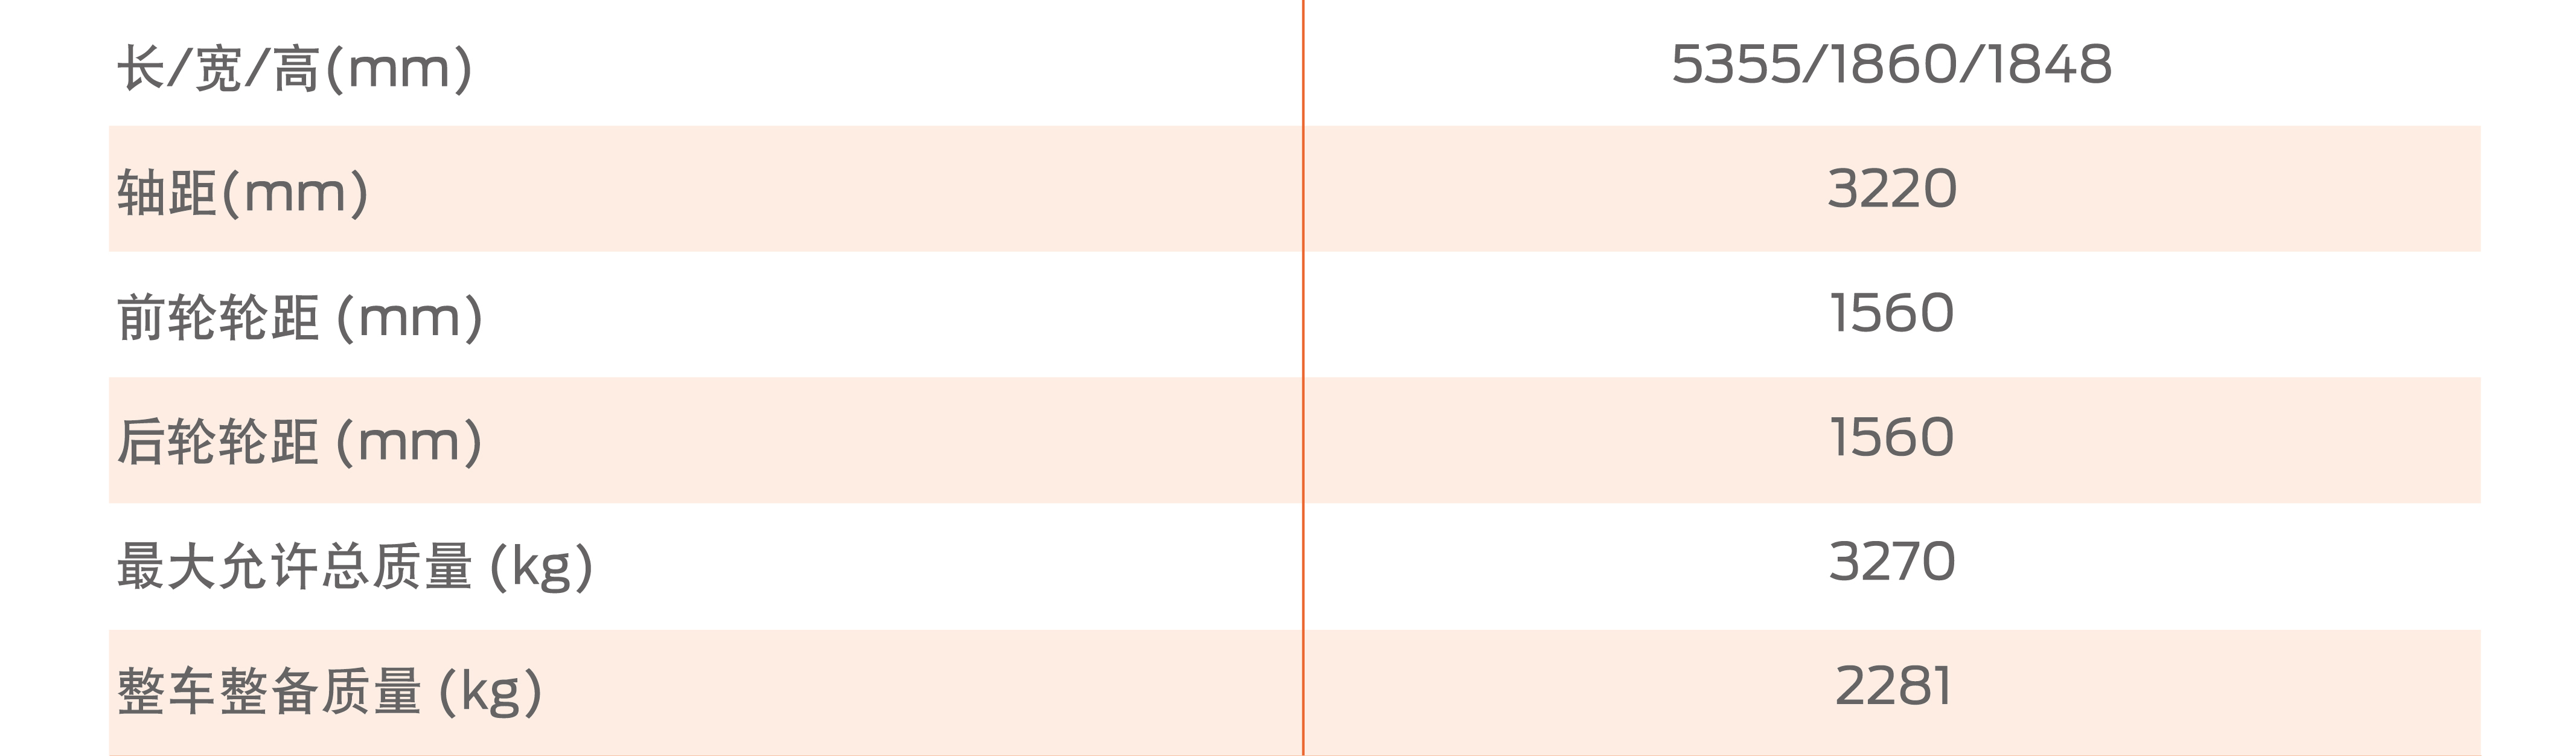 长/宽/高(mm) 5355/1860/1848
轴距(mm) 3220
前轮轮距 (mm) 1560
后轮轮距 (mm) 1560
最大允许总质量 (kg) 3270
整车整备质量 (kg) 2281